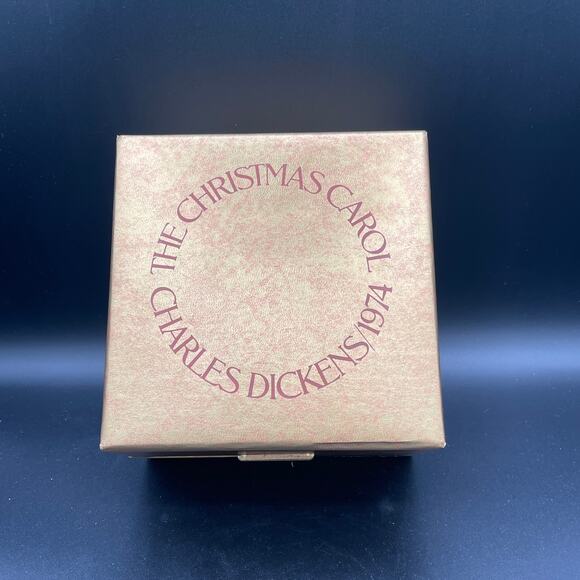 THE CHRISTMAS CAROL
CHARLES DICKENS/1974